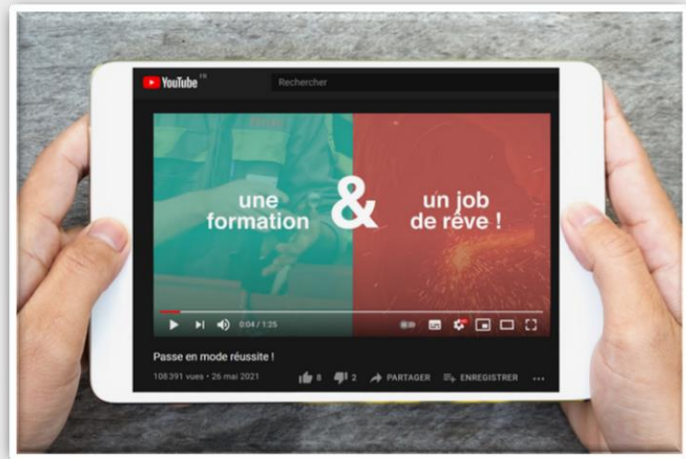 YouTube FR
Rechercher
une
formation
&
un job
de rêve !
0:04 / 1:25
Passe en mode réussite !
108 391 vues • 26 mai 2021
8
2
PARTAGER
ENREGISTRER